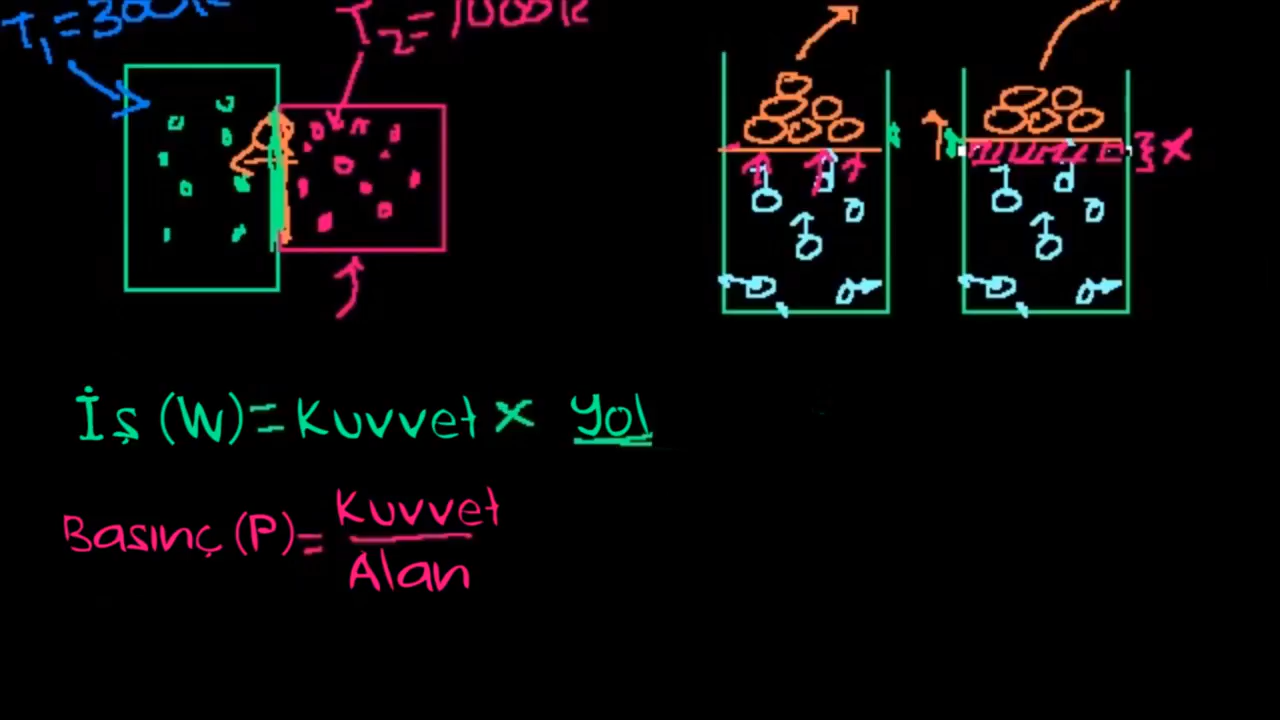 T₁=300K
T₂=1000K
x
İş (W)= Kuvvet × Yol
Basınç (P)= Kuvvet
Alan